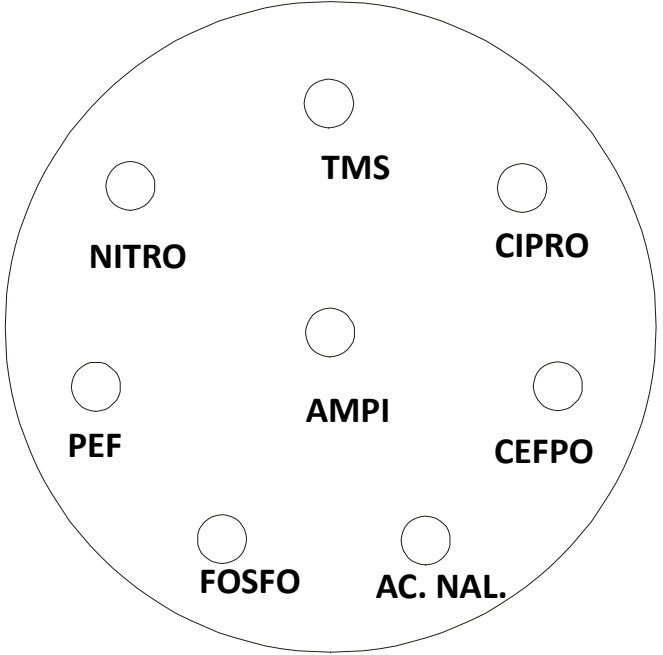 TMS
CIPRO
NITRO
AMPI
PEF
CEFPO
FOSFO
AC. NAL.